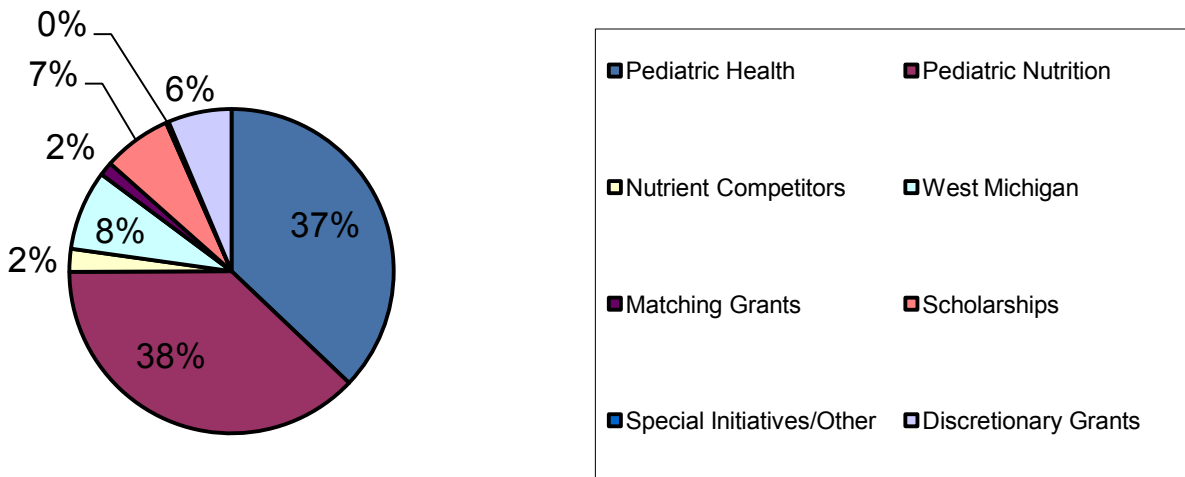 0%
7%
6%
2%
37%
8%
2%
38%
Pediatric Health
Pediatric Nutrition
Nutrient Competitors
West Michigan
Matching Grants
Scholarships
Special Initiatives/Other
Discretionary Grants